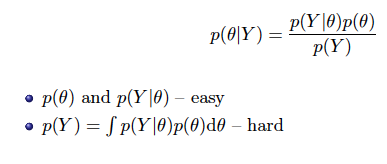 p(θ|Y) = p(Y|θ)p(θ) / p(Y)
• p(θ) and p(Y|θ) – easy
• p(Y) = ∫ p(Y|θ)p(θ)dθ – hard